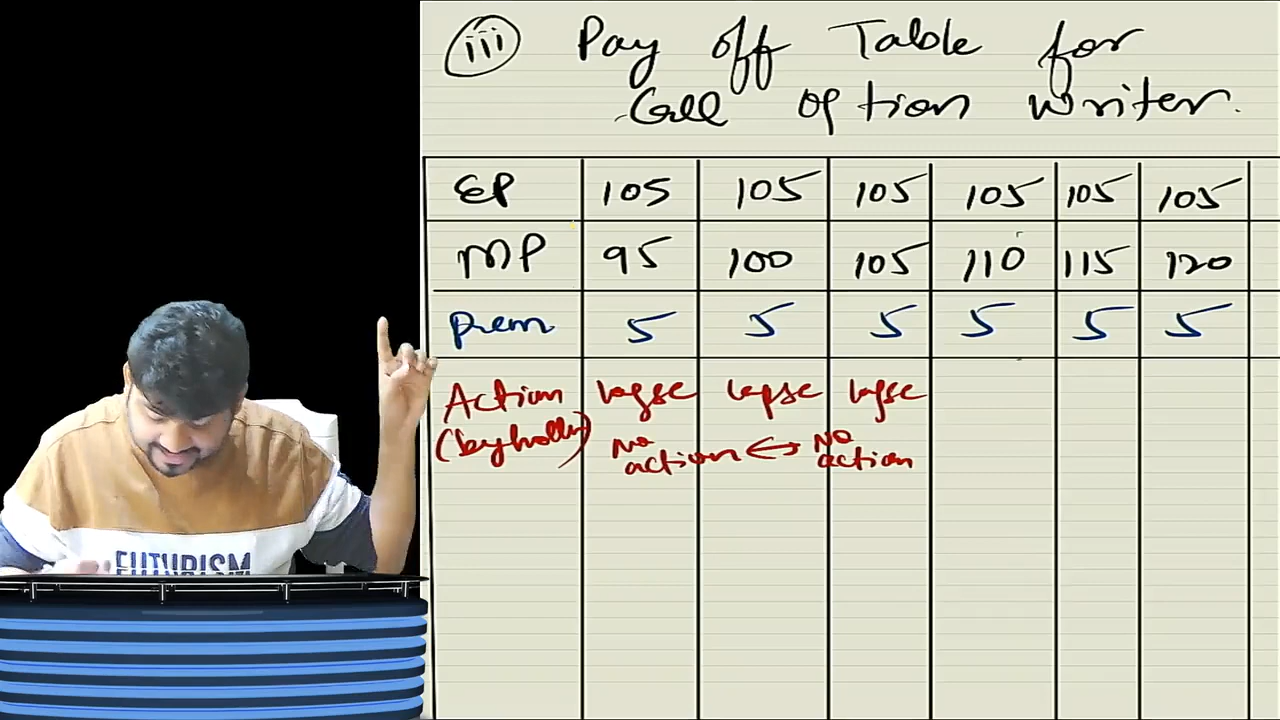 iii Pay off Table for
Call option writer.
EP 105 105 105 105 105 105
MP 95 100 105 110 115 120
Prem 5 5 5 5 5 5
Action lapse lapse lapse
(by holder) No action ↔ No action
FUTURISM